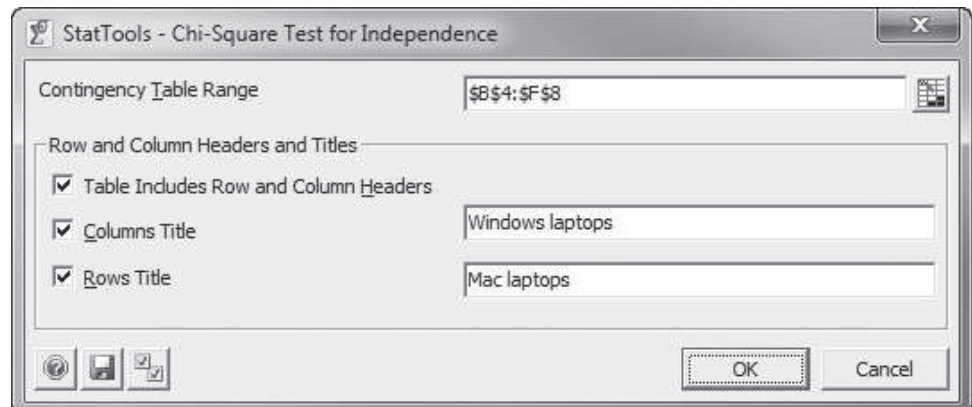 StatTools - Chi-Square Test for Independence
Contingency Table Range
$B$4:$F$8
Row and Column Headers and Titles
Table Includes Row and Column Headers
Columns Title
Windows laptops
Rows Title
Mac laptops
OK
Cancel